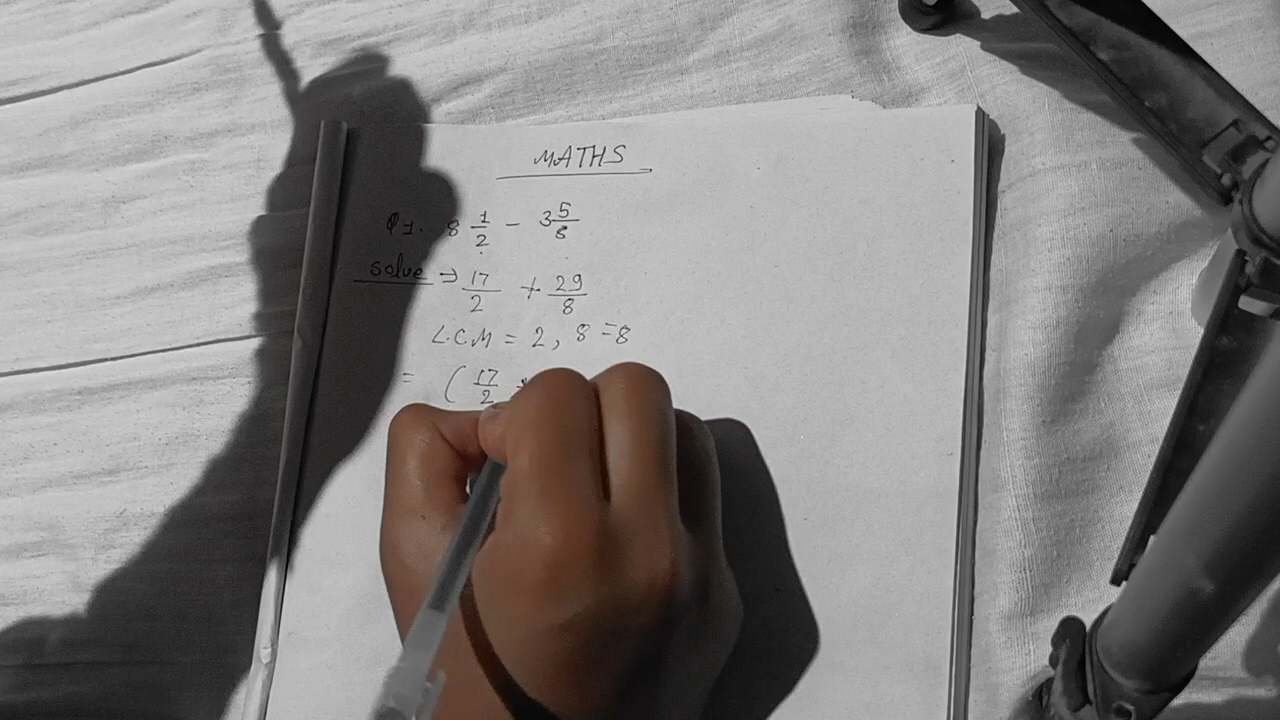 MATHS
Q1. 8 1/2 - 3 5/8
Solve → 17/2 + 29/8
L.C.M = 2, 8 = 8
= ( 17/2